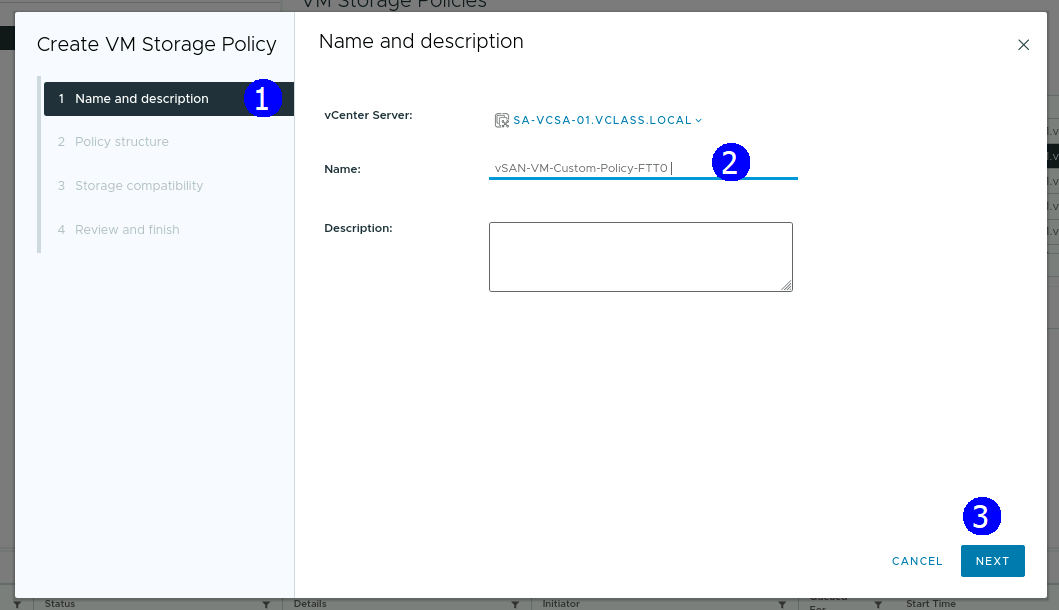 VM Storage Policies
Create VM Storage Policy
1 Name and description
1
2 Policy structure
3 Storage compatibility
4 Review and finish
Name and description
vCenter Server:
SA-VCSA-01.VCLASS.LOCAL
Name:
vSAN-VM-Custom-Policy-FTT0
2
Description:
3
CANCEL
NEXT
Status
Details
Initiator
Queued For
Start Time